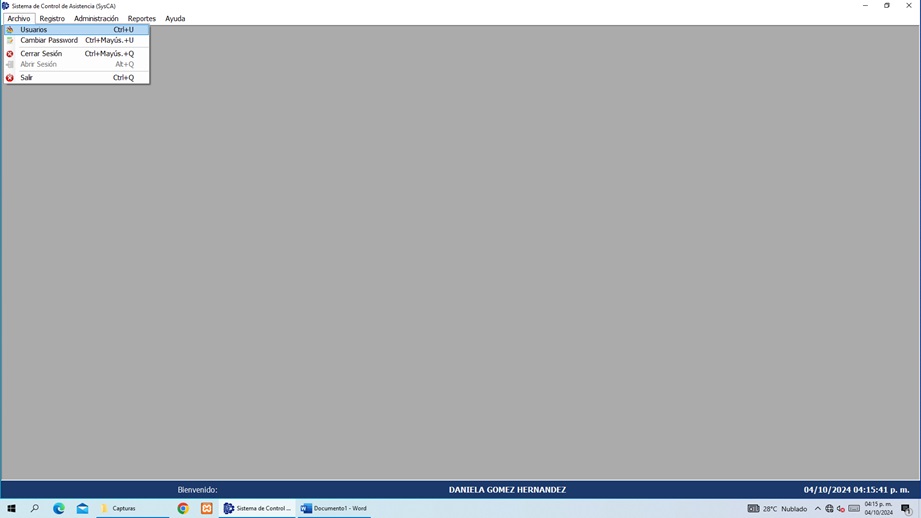 Sistema de Control de Asistencia (SysCA)
Archivo Registro Administración Reportes Ayuda
Usuarios Ctrl+U
Cambiar Password Ctrl+Mayús.+U
Cerrar Sesión Ctrl+Mayús.+Q
Abrir Sesión Alt+Q
Salir Ctrl+Q
Bienvenido: DANIELA GOMEZ HERNANDEZ 04/10/2024 04:15:41 p. m.
Capturas Sistema de Control ... Documento1 - Word 28°C Nublado 04:15 p. m.
04/10/2024